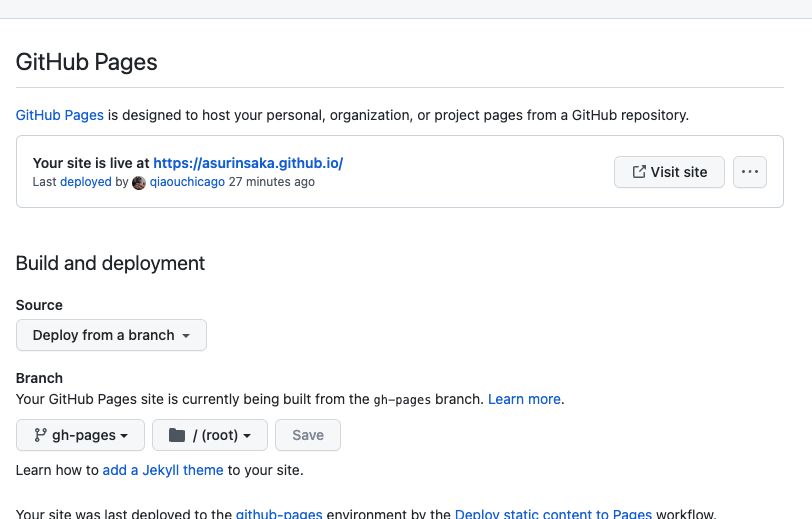 GitHub Pages
GitHub Pages is designed to host your personal, organization, or project pages from a GitHub repository.
Your site is live at https://asurinsaka.github.io/
Last deployed by qiaouchicago 27 minutes ago
Visit site
Build and deployment
Source
Deploy from a branch
Branch
Your GitHub Pages site is currently being built from the gh-pages branch. Learn more.
gh-pages
/ (root)
Save
Learn how to add a Jekyll theme to your site.
Your site was last deployed to the github-pages environment by the Deploy static content to Pages workflow.